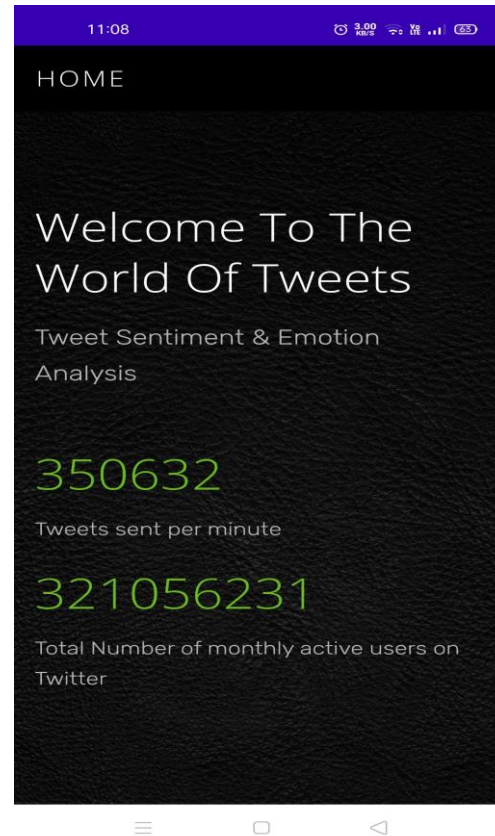 11:08
3.00 KB/S Vo LTE 63
HOME
Welcome To The
World Of Tweets
Tweet Sentiment & Emotion
Analysis
350632
Tweets sent per minute
321056231
Total Number of monthly active users on
Twitter